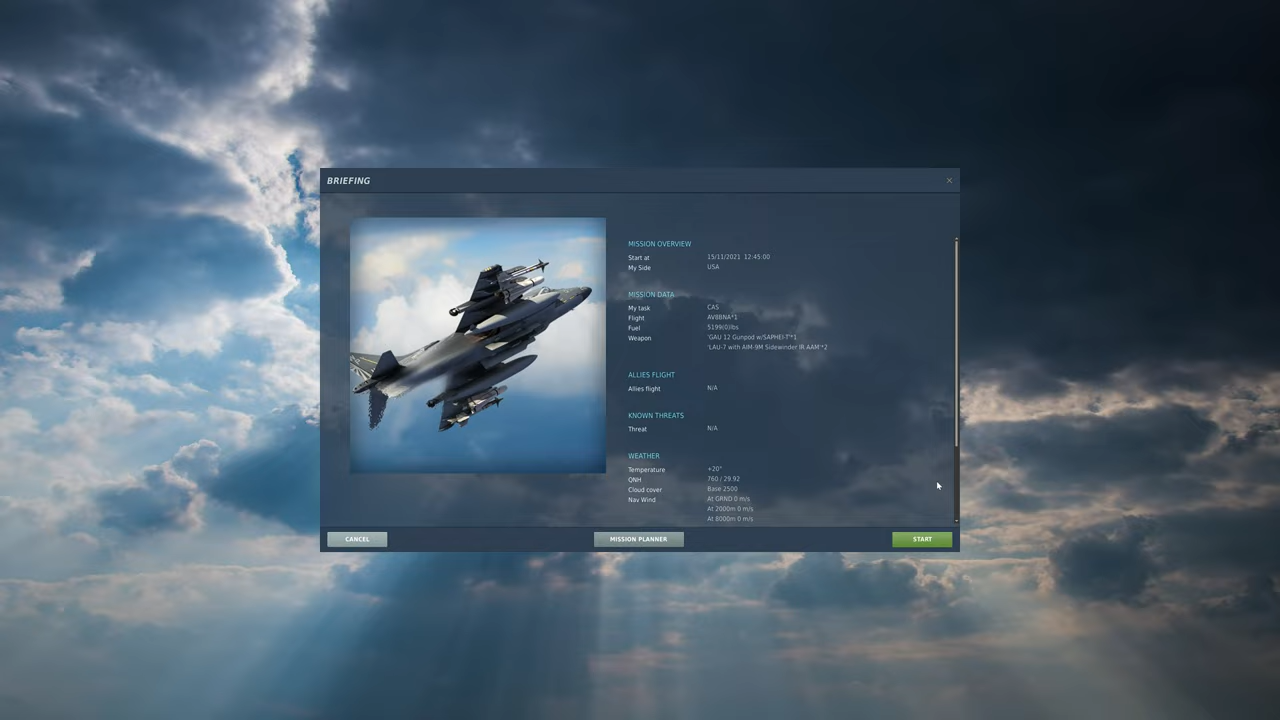 BRIEFING
MISSION OVERVIEW
Start at 15/11/2021 12:45:00
My Side USA
MISSION DATA
My task CAS
Flight AV8BNA*1
Fuel 5199(0)lbs
Weapon 'GAU 12 Gunpod w/SAPHEI-T'*1
'LAU-7 with AIM-9M Sidewinder IR AAM'*2
ALLIES FLIGHT
Allies flight N/A
KNOWN THREATS
Threat N/A
WEATHER
Temperature +20°
QNH 760 / 29.92
Cloud cover Base 2500
Nav Wind At GRND 0 m/s
At 2000m 0 m/s
At 8000m 0 m/s
CANCEL MISSION PLANNER START